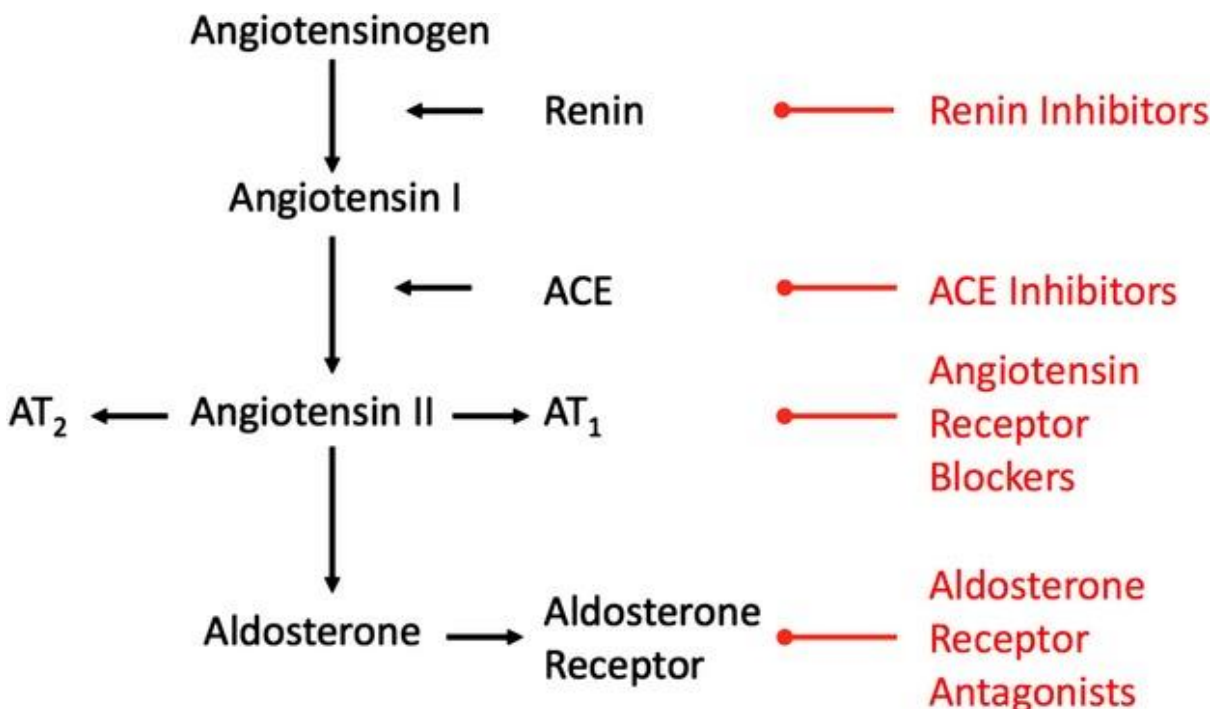 Angiotensinogen
Renin
Renin Inhibitors
Angiotensin I
ACE
ACE Inhibitors
AT₂
Angiotensin II
AT₁
Angiotensin
Receptor
Blockers
Aldosterone
Aldosterone
Receptor
Aldosterone
Receptor
Antagonists